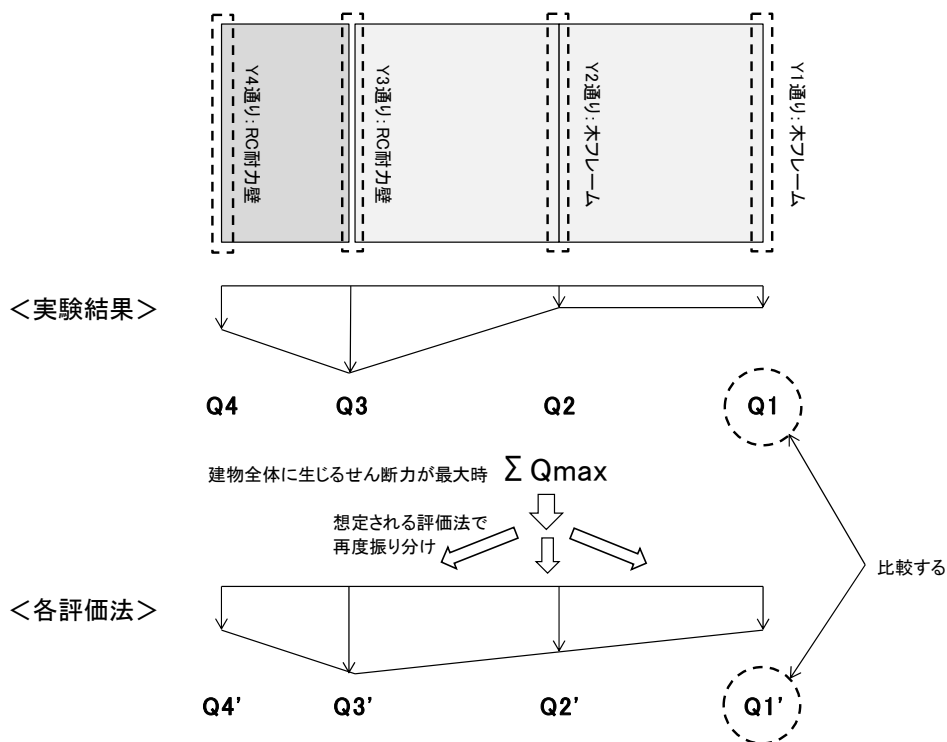 Y4通り：RC耐力壁
Y3通り：RC耐力壁
Y2通り：木フレーム
Y1通り：木フレーム
＜実験結果＞
Q4
Q3
Q2
Q1
建物全体に生じるせん断力が最大時 ΣQmax
想定される評価法で
再度振り分け
比較する
＜各評価法＞
Q4'
Q3'
Q2'
Q1'